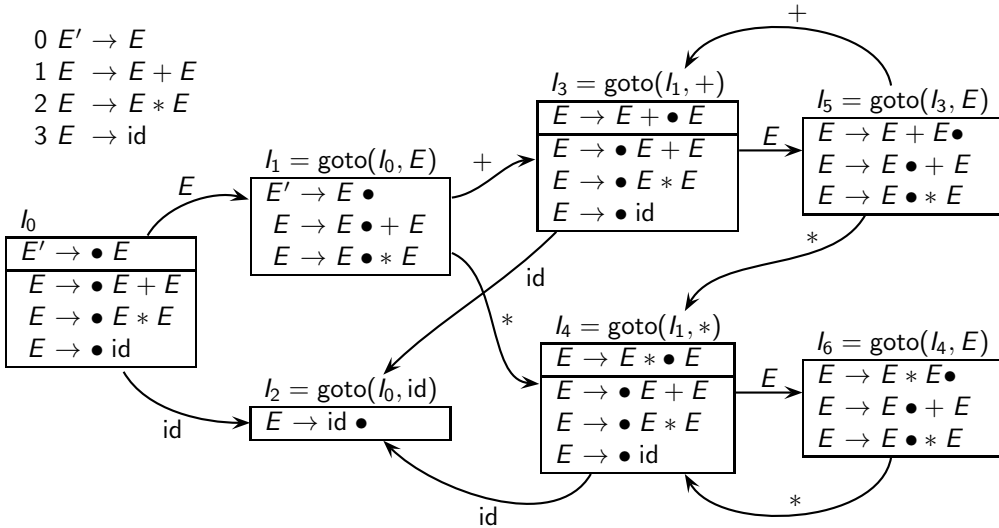 0 E′ → E
1 E → E + E
2 E → E ∗ E
3 E → id
I0
E′ → • E
E → • E + E
E → • E ∗ E
E → • id
E
id
I1 = goto(I0, E)
E′ → E •
E → E • + E
E → E • ∗ E
+
∗
I2 = goto(I0, id)
E → id •
I3 = goto(I1, +)
E → E + • E
E → • E + E
E → • E ∗ E
E → • id
E
id
I4 = goto(I1, ∗)
E → E ∗ • E
E → • E + E
E → • E ∗ E
E → • id
E
id
+
I5 = goto(I3, E)
E → E + E•
E → E • + E
E → E • ∗ E
∗
I6 = goto(I4, E)
E → E ∗ E•
E → E • + E
E → E • ∗ E
∗